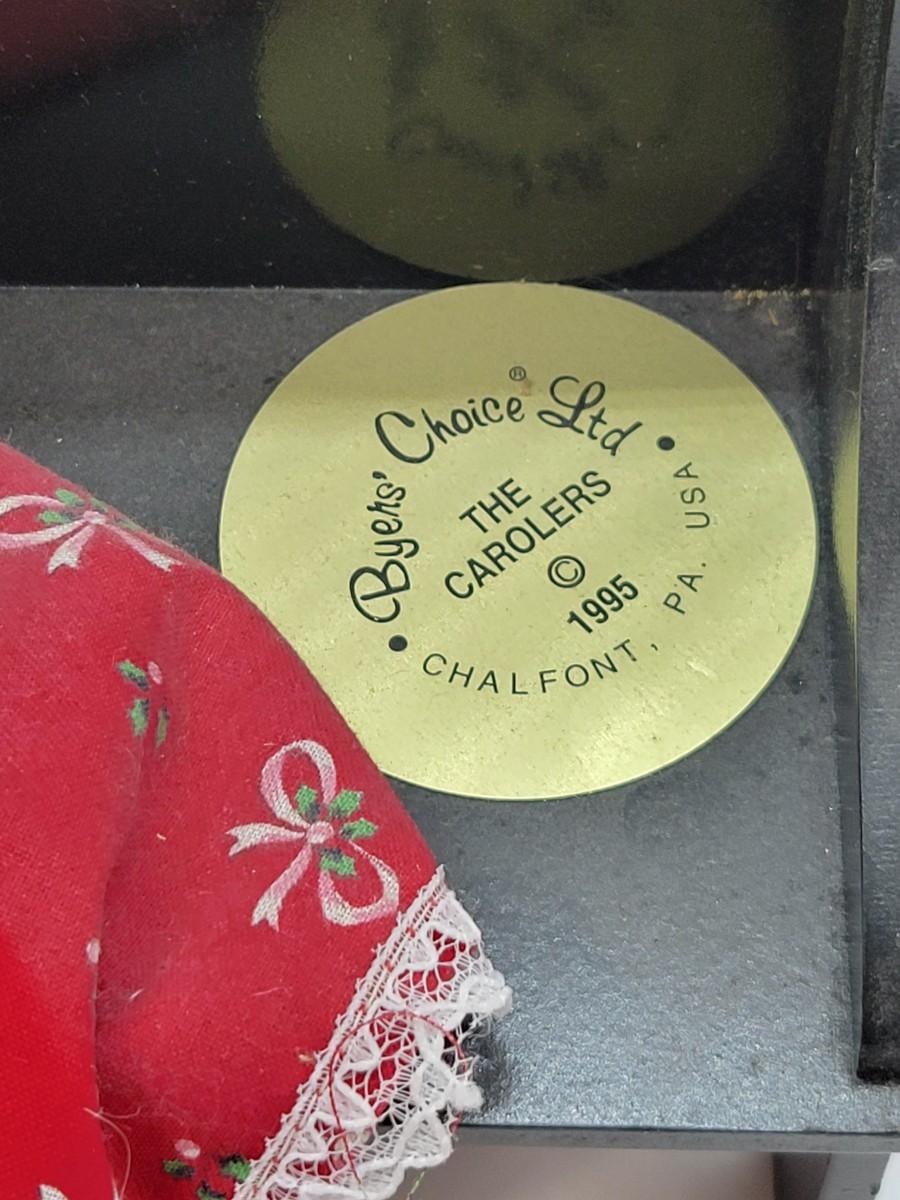 Byers' Choice® Ltd
THE
CAROLERS
©
1995
• CHALFONT, PA. USA •